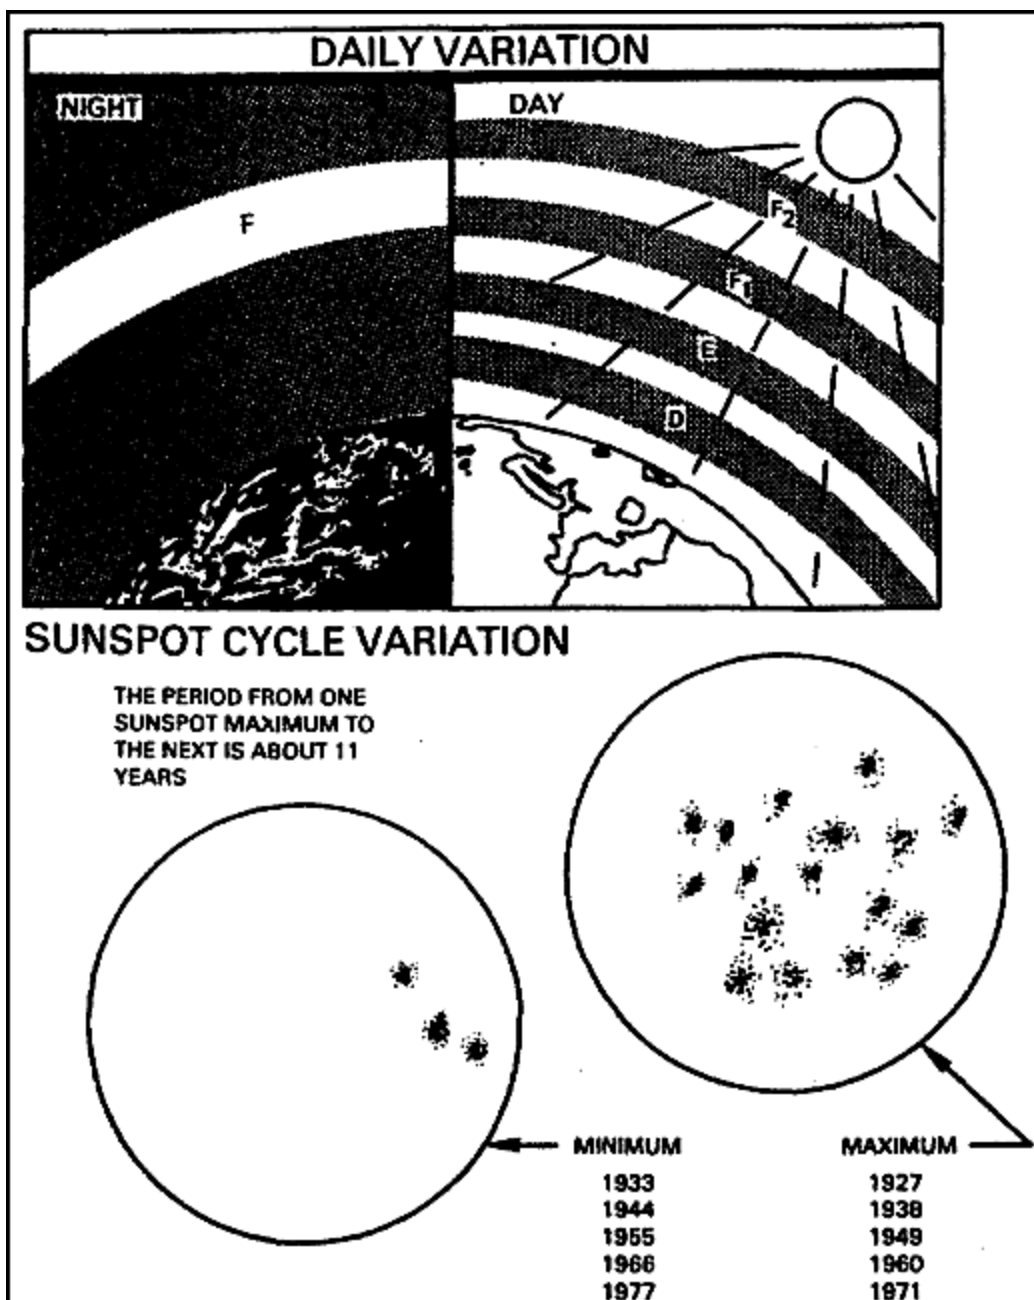 DAILY VARIATION
NIGHT
DAY
F
F2
F1
E
D
SUNSPOT CYCLE VARIATION
THE PERIOD FROM ONE
SUNSPOT MAXIMUM TO
THE NEXT IS ABOUT 11
YEARS
MINIMUM MAXIMUM
1933 1927
1944 1938
1955 1949
1966 1960
1977 1971